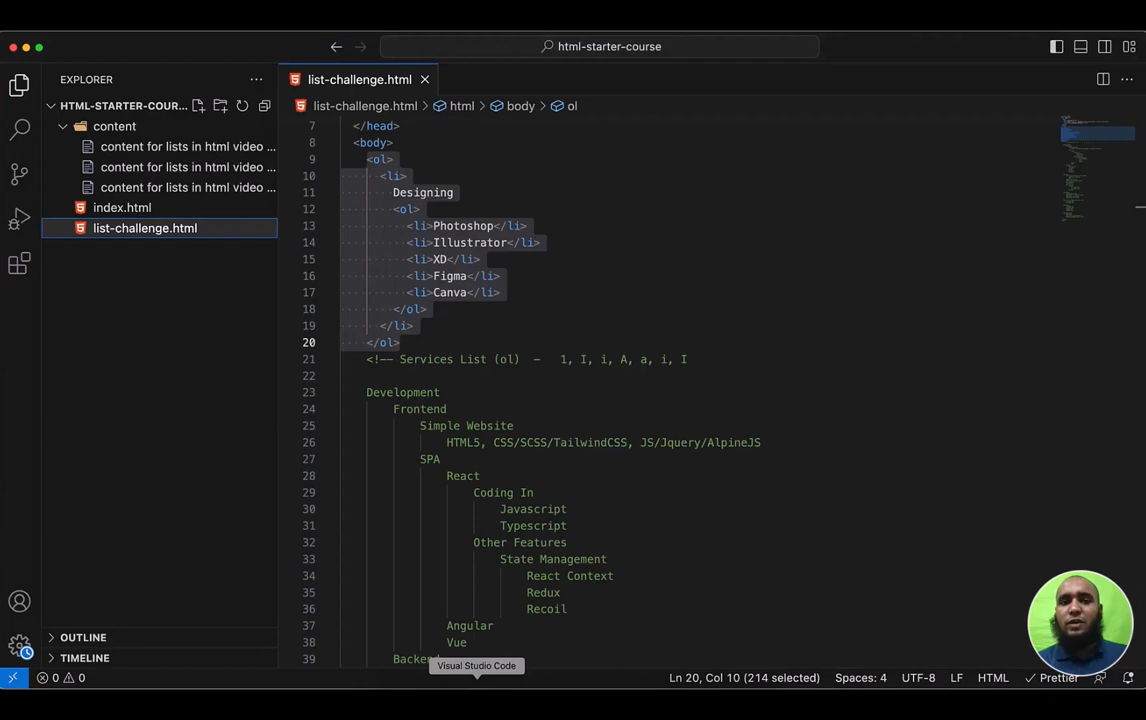 html-starter-course
EXPLORER
list-challenge.html
HTML-STARTER-COUR...
list-challenge.html html body ol
content
content for lists in html video ...
content for lists in html video ...
content for lists in html video ...
index.html
list-challenge.html
7 </head>
8 <body>
9 <ol>
10 <li>
11 Designing
12 <ol>
13 <li>Photoshop</li>
14 <li>Illustrator</li>
15 <li>XD</li>
16 <li>Figma</li>
17 <li>Canva</li>
18 </ol>
19 </li>
20 </ol>
21 <!-- Services List (ol) - 1, I, i, A, a, i, I
22
23 Development
24 Frontend
25 Simple Website
26 HTML5, CSS/SCSS/TailwindCSS, JS/Jquery/AlpineJS
27 SPA
28 React
29 Coding In
30 Javascript
31 Typescript
32 Other Features
33 State Management
34 React Context
35 Redux
36 Recoil
37 Angular
38 Vue
39 Backend
OUTLINE
TIMELINE
Visual Studio Code
0 0
Ln 20, Col 10 (214 selected) Spaces: 4 UTF-8 LF HTML Prettier